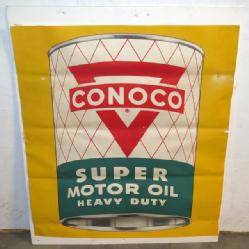 CONOCO
SUPER
MOTOR OIL
HEAVY DUTY